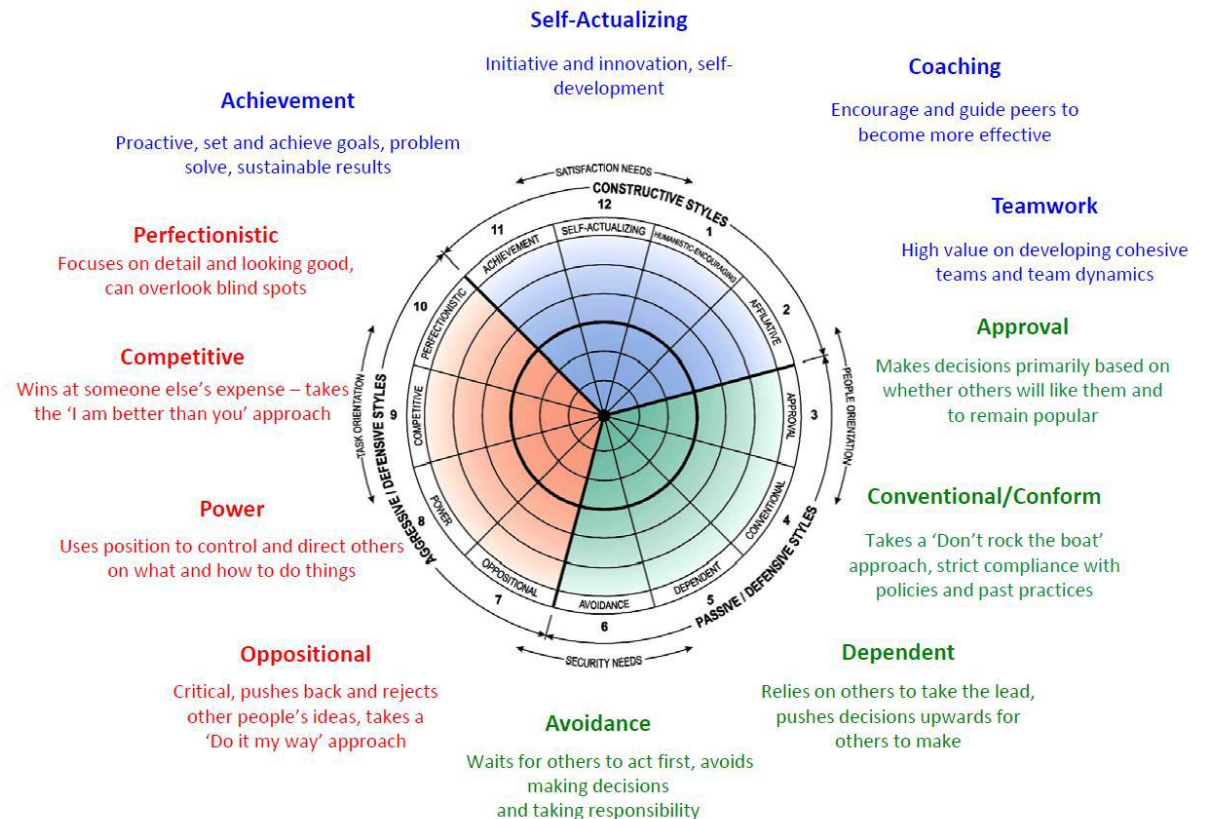 Self-Actualizing
Initiative and innovation, self-
development
Coaching
Encourage and guide peers to
become more effective
Achievement
Proactive, set and achieve goals, problem
solve, sustainable results
Teamwork
High value on developing cohesive
teams and team dynamics
Perfectionistic
Focuses on detail and looking good,
can overlook blind spots
Approval
Makes decisions primarily based on
whether others will like them and
to remain popular
Competitive
Wins at someone else’s expense – takes
the ‘I am better than you’ approach
Conventional/Conform
Takes a ‘Don’t rock the boat’
approach, strict compliance with
policies and past practices
Power
Uses position to control and direct others
on what and how to do things
Dependent
Relies on others to take the lead,
pushes decisions upwards for
others to make
Oppositional
Critical, pushes back and rejects
other people’s ideas, takes a
‘Do it my way’ approach
Avoidance
Waits for others to act first, avoids
making decisions
and taking responsibility
SATISFACTION NEEDS
CONSTRUCTIVE STYLES
PEOPLE ORIENTATION
PASSIVE / DEFENSIVE STYLES
SECURITY NEEDS
AGGRESSIVE / DEFENSIVE STYLES
TASK ORIENTATION
12
SELF-ACTUALIZING
1
HUMANISTIC-ENCOURAGING
2
AFFILIATIVE
3
APPROVAL
4
CONVENTIONAL
5
DEPENDENT
6
AVOIDANCE
7
OPPOSITIONAL
8
POWER
9
COMPETITIVE
10
PERFECTIONISTIC
11
ACHIEVEMENT